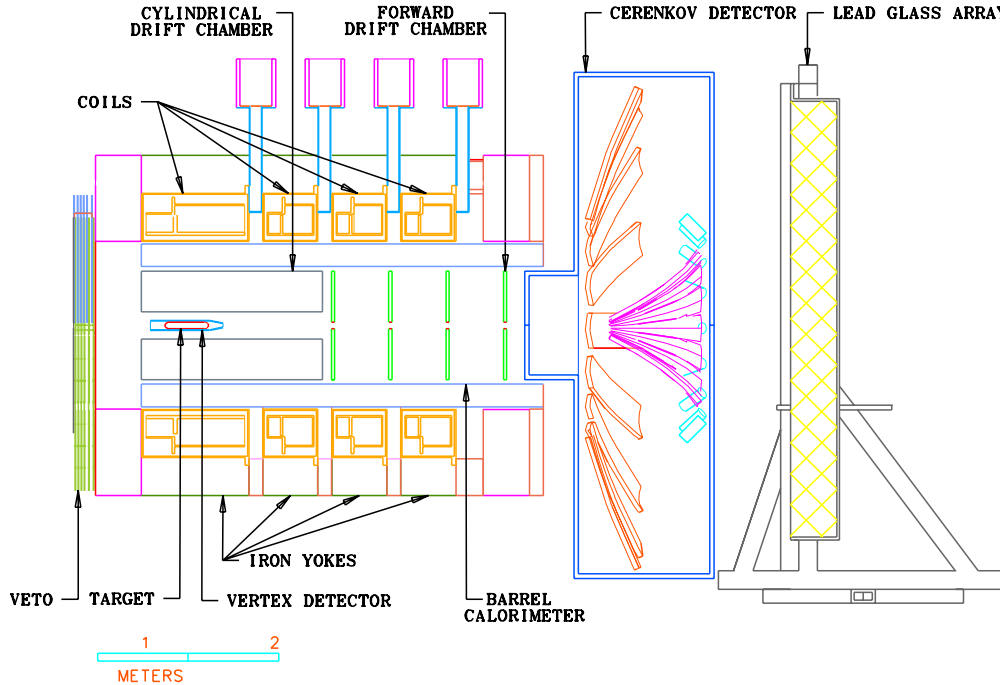 CYLINDRICAL
DRIFT CHAMBER
FORWARD
DRIFT CHAMBER
CERENKOV DETECTOR
LEAD GLASS ARRAY
COILS
IRON YOKES
VETO
TARGET
VERTEX DETECTOR
BARREL
CALORIMETER
1
2
METERS